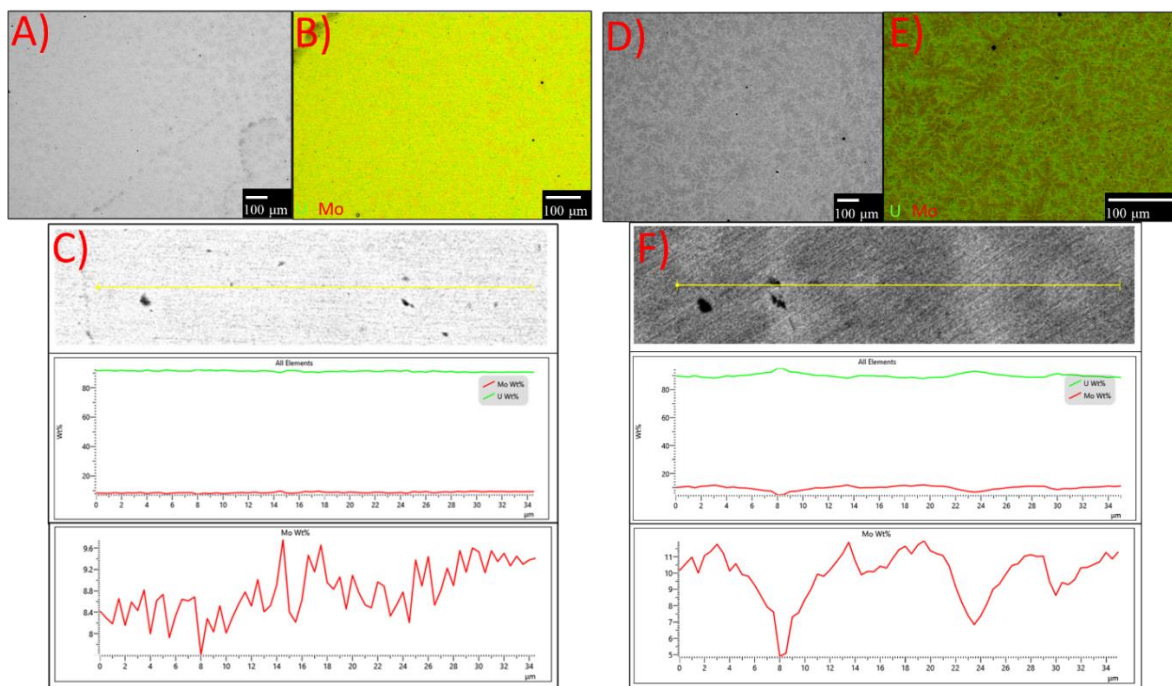 A)
B)
D)
E)
100 µm
Mo
100 µm
100 µm
U Mo
100 µm
C)
All Elements
Mo Wt%
U Wt%
Wt%
80
60
40
20
0 2 4 6 8 10 12 14 16 18 20 22 24 26 28 30 32 34
µm
Mo Wt%
9.6
9.2
8.8
8.4
8
0 2 4 6 8 10 12 14 16 18 20 22 24 26 28 30 32 34
µm
F)
All Elements
U Wt%
Mo Wt%
Wt%
80
60
40
20
0 2 4 6 8 10 12 14 16 18 20 22 24 26 28 30 32 34
µm
Mo Wt%
11
10
9
8
7
6
5
0 2 4 6 8 10 12 14 16 18 20 22 24 26 28 30 32 34
µm